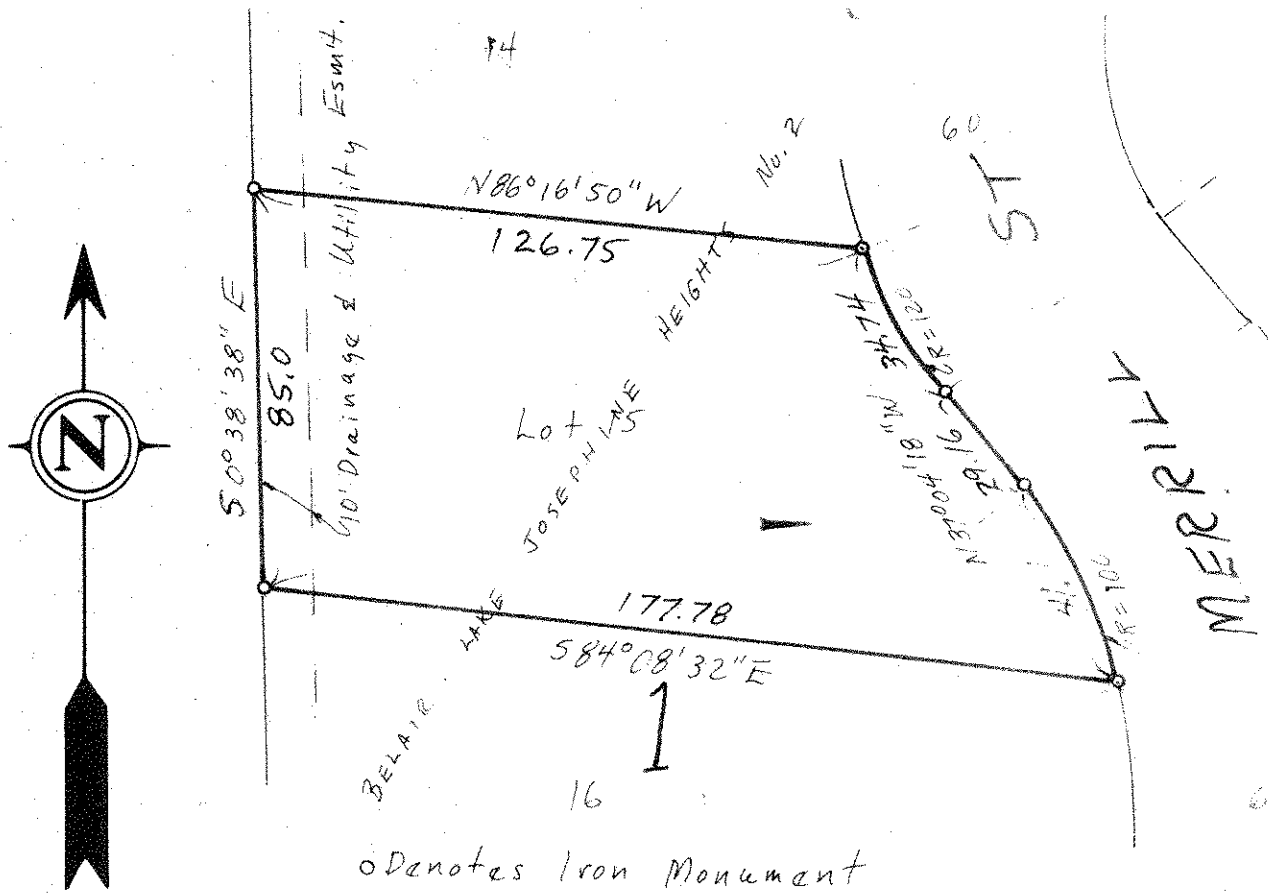 14
10' Drainage & Utility Esmt.
No. 2
60
ST
N86°16'50"W
126.75
HEIGHTS
S0°38'38" E
85.0
N
34.74
R=120
Lot 15
JOSEPHINE
29.16
N37°04'18"W
MERRILL
41.
R=100
177.78
S84°08'32"E
LAKE
1
BELAIR
16
o Denotes Iron Monument